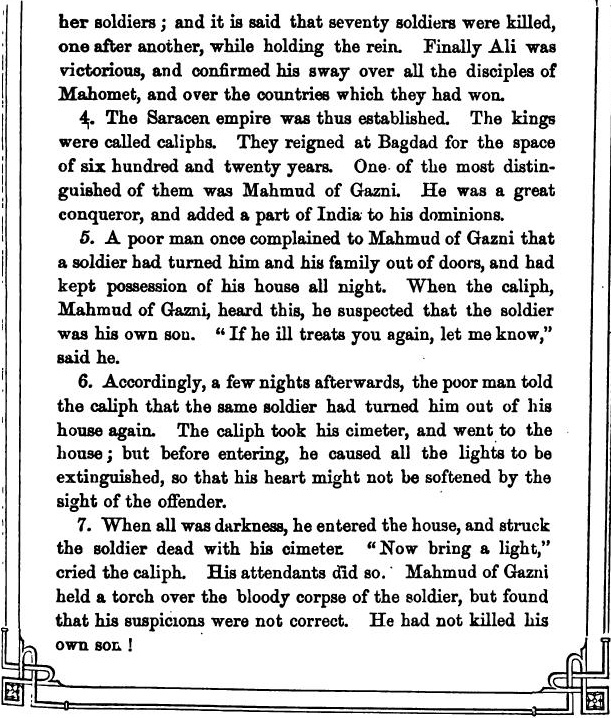 her soldiers; and it is said that seventy soldiers were killed,
one after another, while holding the rein. Finally Ali was
victorious, and confirmed his sway over all the disciples of
Mahomet, and over the countries which they had won.
4. The Saracen empire was thus established. The kings
were called caliphs. They reigned at Bagdad for the space
of six hundred and twenty years. One of the most distin-
guished of them was Mahmud of Gazni. He was a great
conqueror, and added a part of India to his dominions.
5. A poor man once complained to Mahmud of Gazni that
a soldier had turned him and his family out of doors, and had
kept possession of his house all night. When the caliph,
Mahmud of Gazni, heard this, he suspected that the soldier
was his own son. "If he ill treats you again, let me know,"
said he.
6. Accordingly, a few nights afterwards, the poor man told
the caliph that the same soldier had turned him out of his
house again. The caliph took his cimeter, and went to the
house; but before entering, he caused all the lights to be
extinguished, so that his heart might not be softened by the
sight of the offender.
7. When all was darkness, he entered the house, and struck
the soldier dead with his cimeter. "Now bring a light,"
cried the caliph. His attendants did so. Mahmud of Gazni
held a torch over the bloody corpse of the soldier, but found
that his suspicions were not correct. He had not killed his
own son!